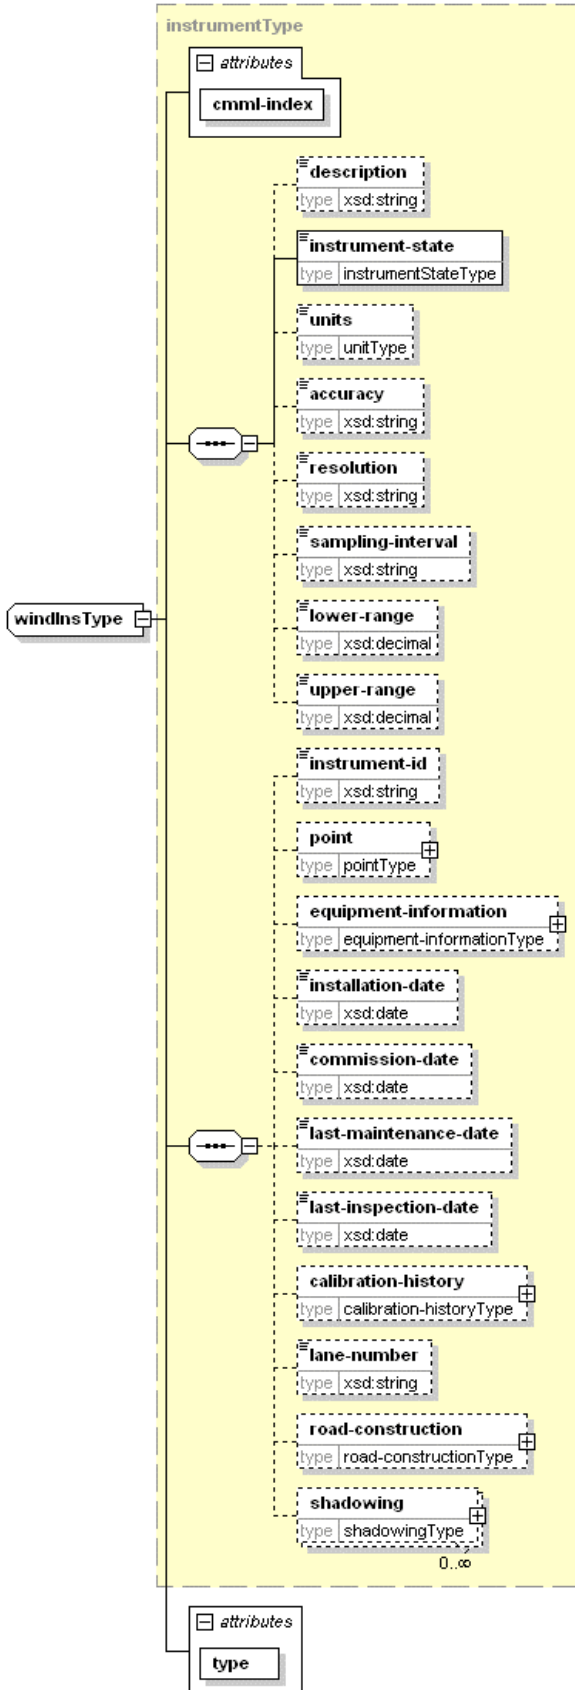 instrumentType
attributes
cmml-index
description
type xsd:string
instrument-state
type instrumentStateType
units
type unitType
accuracy
type xsd:string
resolution
type xsd:string
sampling-interval
type xsd:string
lower-range
type xsd:decimal
windInsType
upper-range
type xsd:decimal
instrument-id
type xsd:string
point
type pointType
equipment-information
type equipment-informationType
installation-date
type xsd:date
commission-date
type xsd:date
last-maintenance-date
type xsd:date
last-inspection-date
type xsd:date
calibration-history
type calibration-historyType
lane-number
type xsd:string
road-construction
type road-constructionType
shadowing
type shadowingType
0..∞
attributes
type